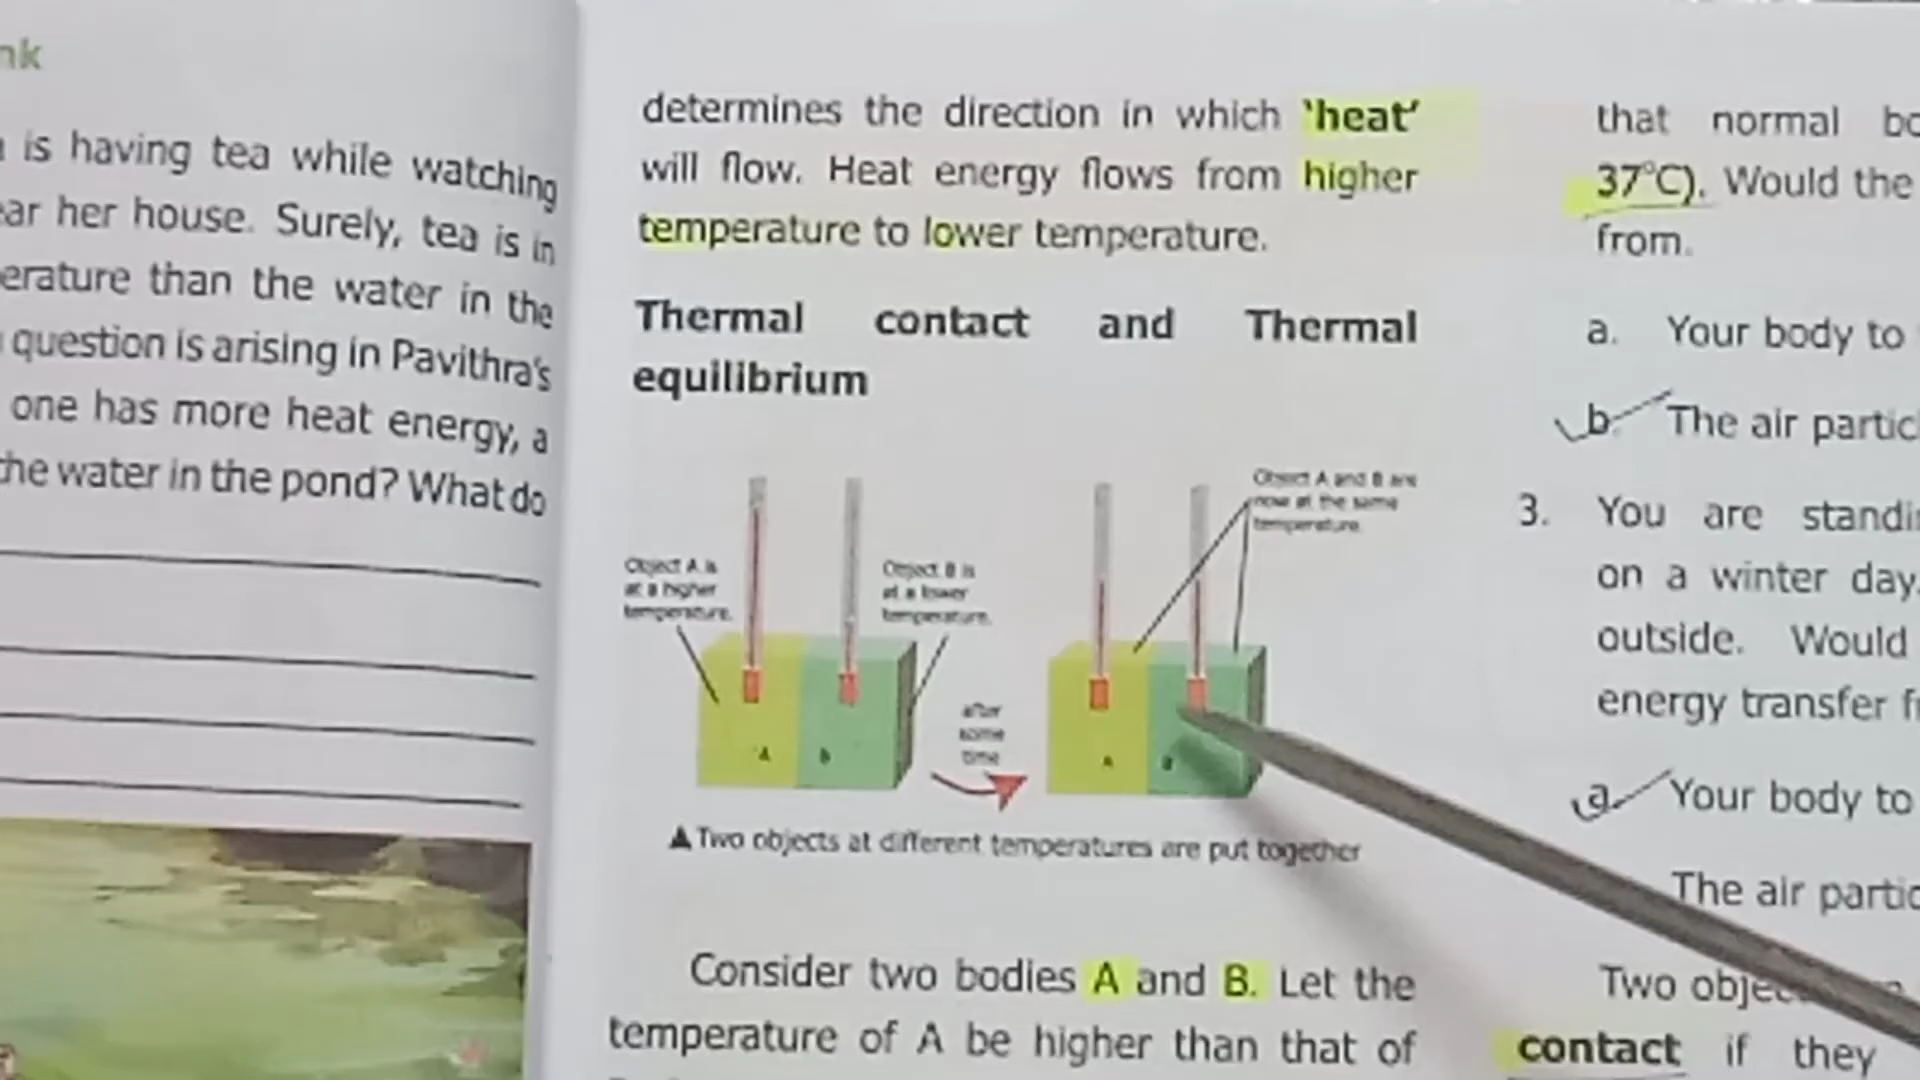 nk
is having tea while watching
ear her house. Surely, tea is in
erature than the water in the
question is arising in Pavithra's
one has more heat energy, a
the water in the pond? What do
determines the direction in which 'heat'
will flow. Heat energy flows from higher
temperature to lower temperature.
Thermal contact and Thermal
equilibrium
Object A is
at a higher
temperature.
Object B is
at a lower
temperature.
Object A and B are
now at the same
temperature.
A
B
after
some
time
A
B
▲Two objects at different temperatures are put together
Consider two bodies A and B. Let the
temperature of A be higher than that of
that normal bo
37°C). Would the
from.
a. Your body to
b. The air partic
3. You are standi
on a winter day.
outside. Would
energy transfer f
a. Your body to
The air partic
Two objec
contact if they